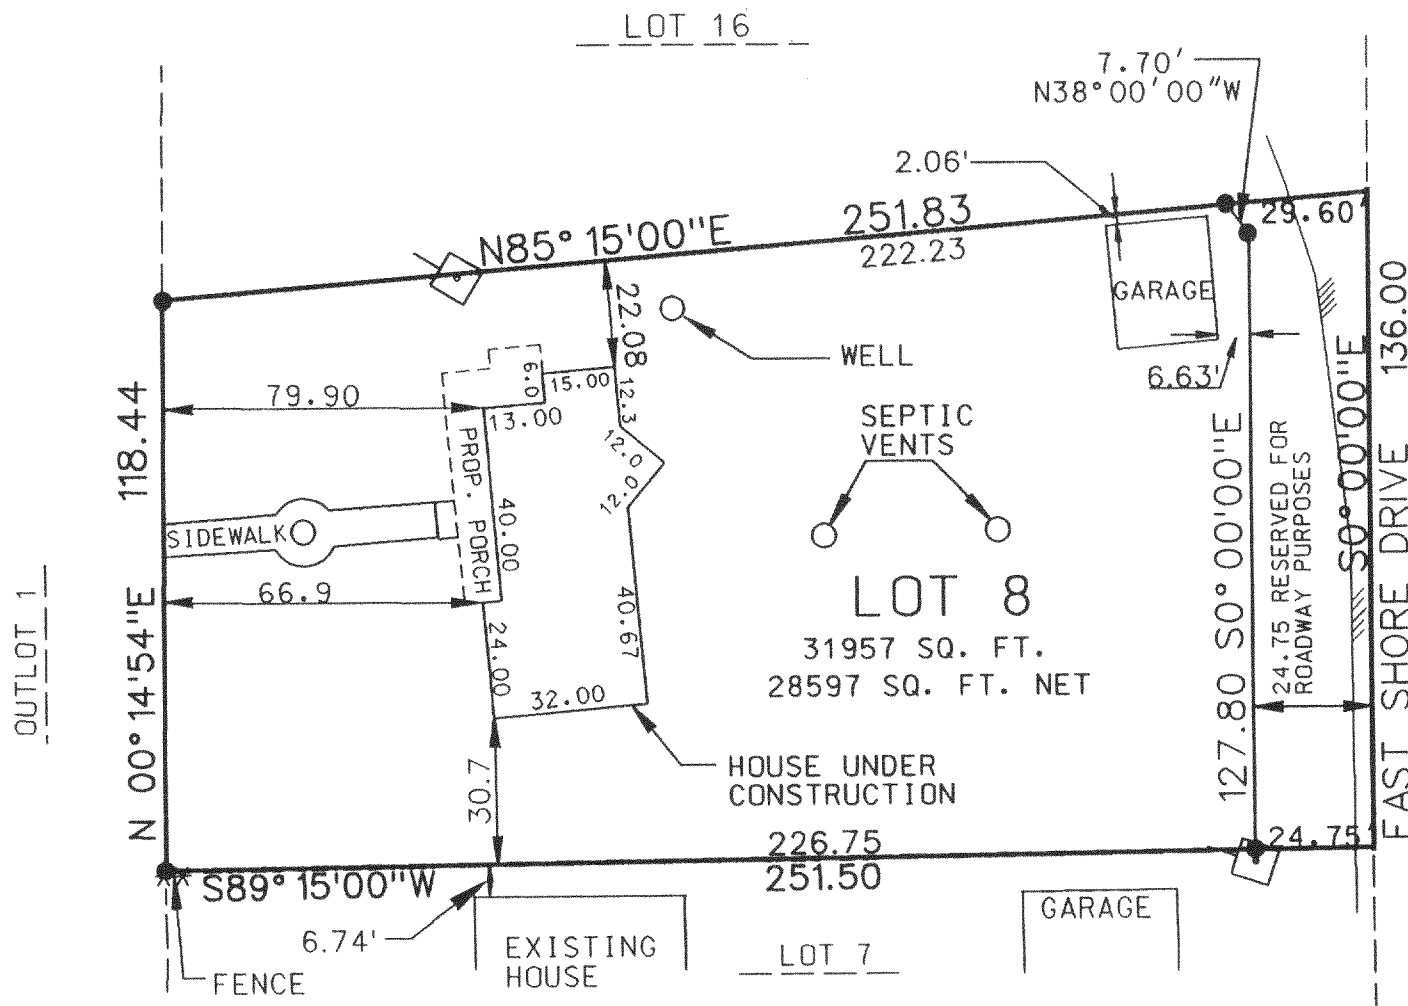 LOT 16
7.70'
N38°00'00"W
2.06'
N85°15'00"E
251.83
222.23
29.60'
GARAGE
22.08
WELL
6.63'
136.00
S0°00'00"E
EAST SHORE DRIVE
118.44
N 00°14'54"E
79.90
6.0
15.00
13.00
12.3
12.0
12.0
PROP. PORCH
40.00
SEPTIC
VENTS
SIDEWALK
66.9
24.00
40.67
32.00
LOT 8
31957 SQ. FT.
28597 SQ. FT. NET
127.80 S0°00'00"E
24.75 RESERVED FOR
ROADWAY PURPOSES
OUTLOT 1
30.7
HOUSE UNDER
CONSTRUCTION
226.75
251.50
24.75'
S89°15'00"W
6.74'
FENCE
EXISTING
HOUSE
LOT 7
GARAGE